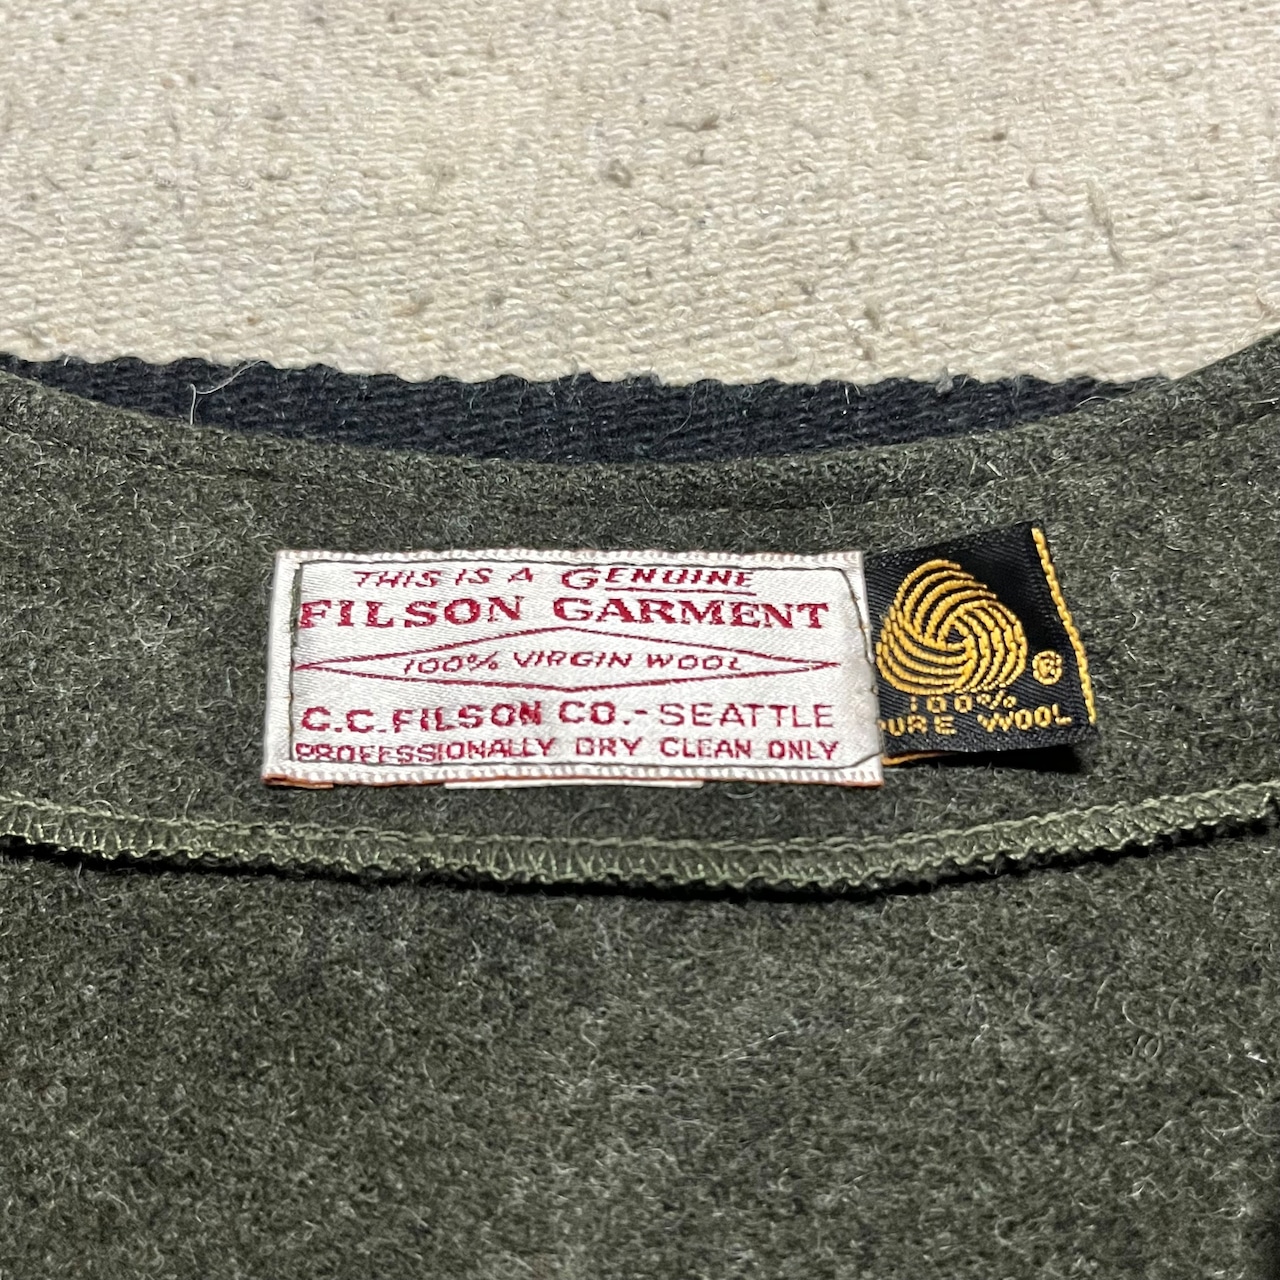 THIS IS A GENUINE
FILSON GARMENT
100% VIRGIN WOOL
C.C. FILSON CO.-SEATTLE
PROFESSIONALLY DRY CLEAN ONLY
®
100%
PURE WOOL